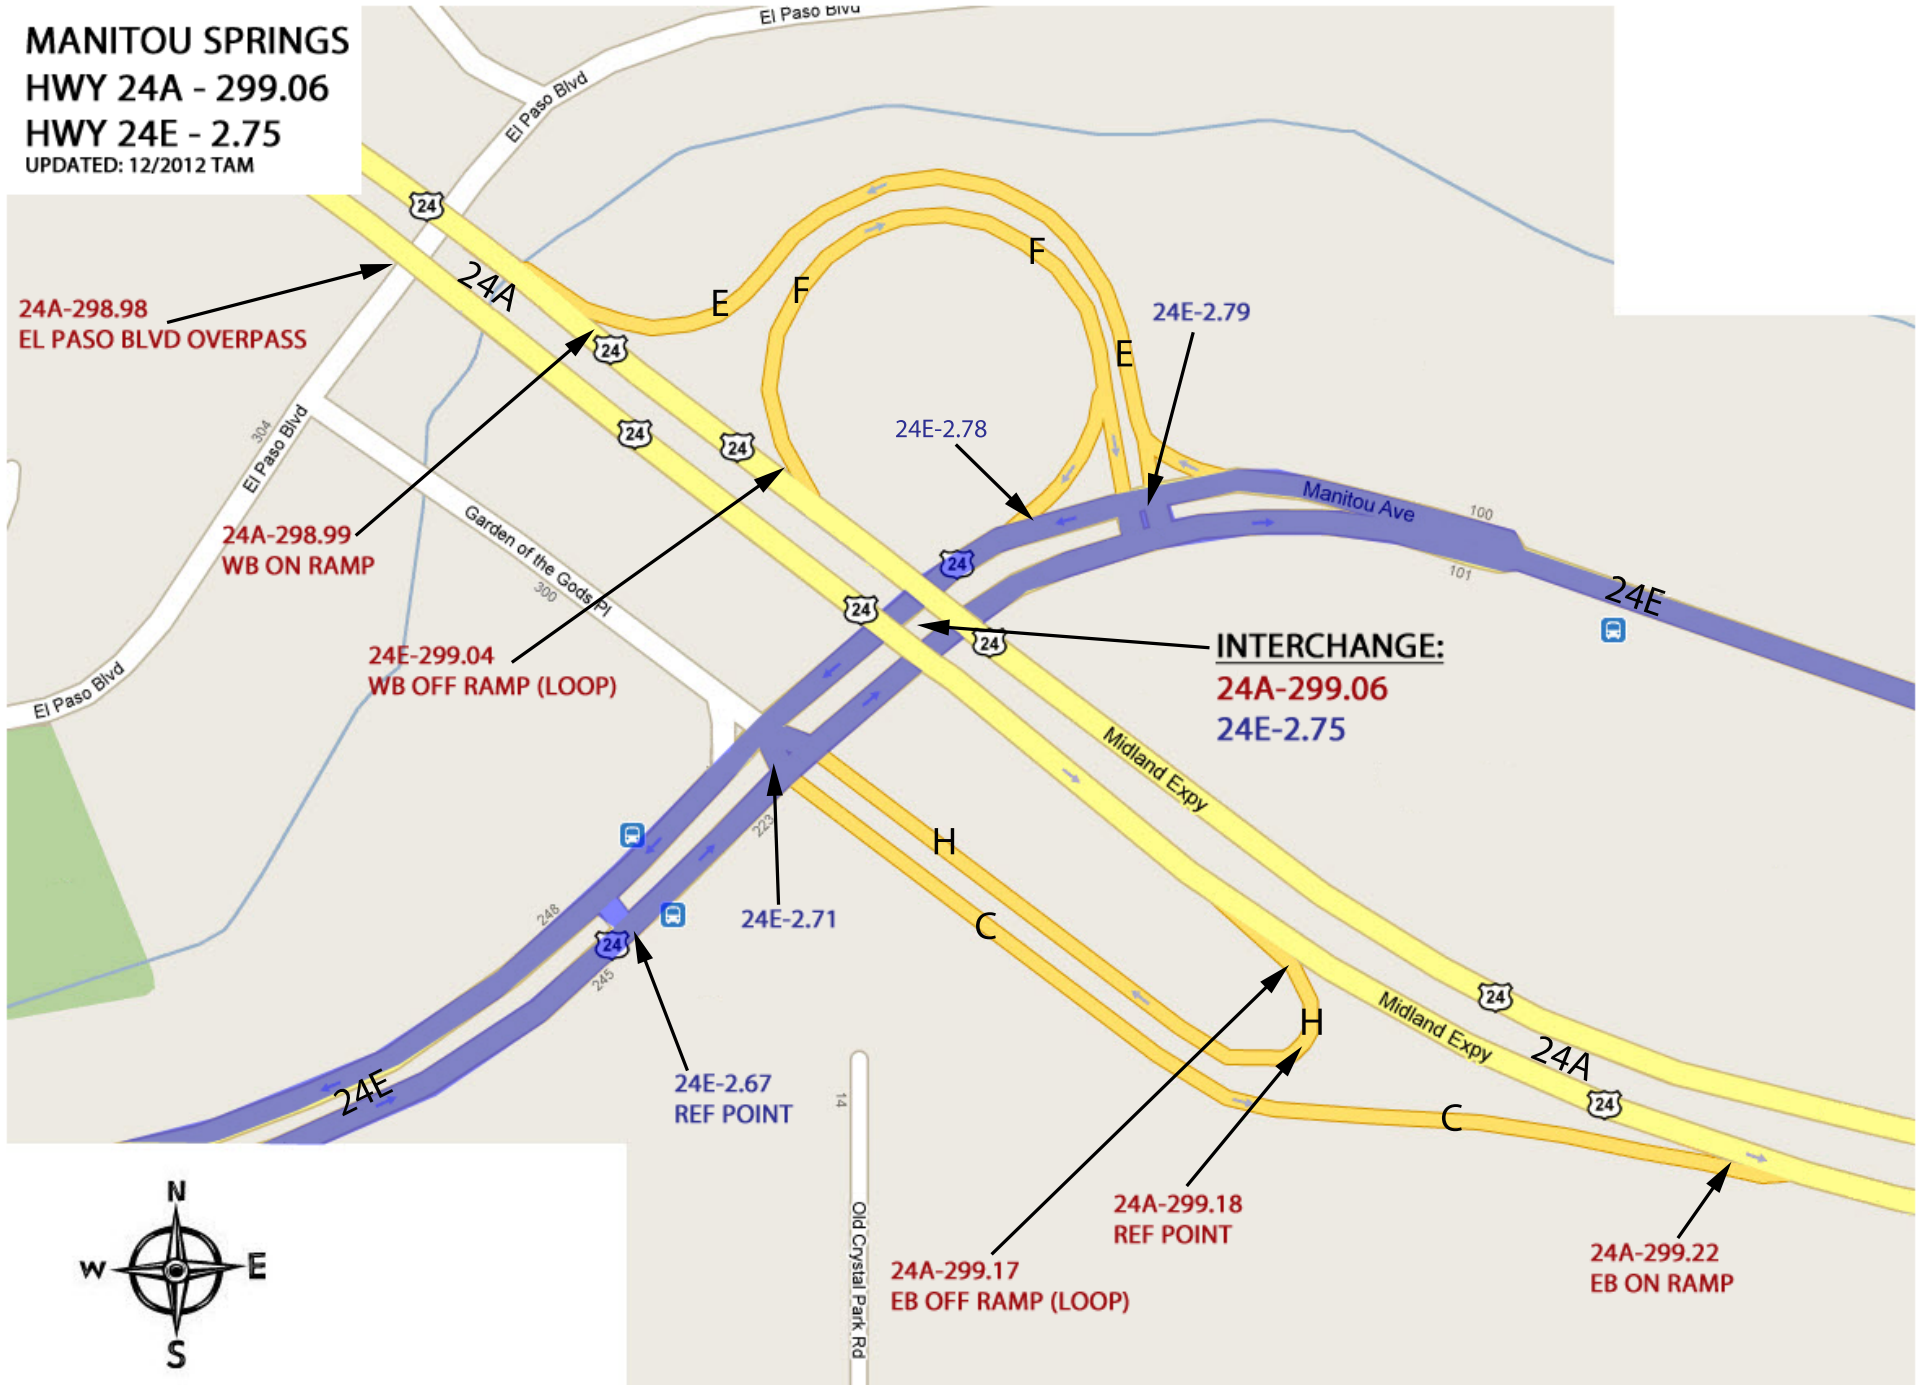 MANITOU SPRINGS
HWY 24A - 299.06
HWY 24E - 2.75
UPDATED: 12/2012 TAM
El Paso Blvd
El Paso Blvd
24
24A
24A-298.98
EL PASO BLVD OVERPASS
E
F
F
E
24E-2.79
24
24
24
304
El Paso Blvd
24E-2.78
Manitou Ave
100
101
24E
Garden of the Gods Pl
300
24A-298.99
WB ON RAMP
24
24
24
24E-299.04
WB OFF RAMP (LOOP)
El Paso Blvd
INTERCHANGE:
24A-299.06
24E-2.75
Midland Expy
223
H
C
24E-2.71
248
24
245
24
Midland Expy
24A
24
H
C
24E
24E-2.67
REF POINT
14
Old Crystal Park Rd
24A-299.18
REF POINT
24A-299.17
EB OFF RAMP (LOOP)
24A-299.22
EB ON RAMP
N
W
E
S